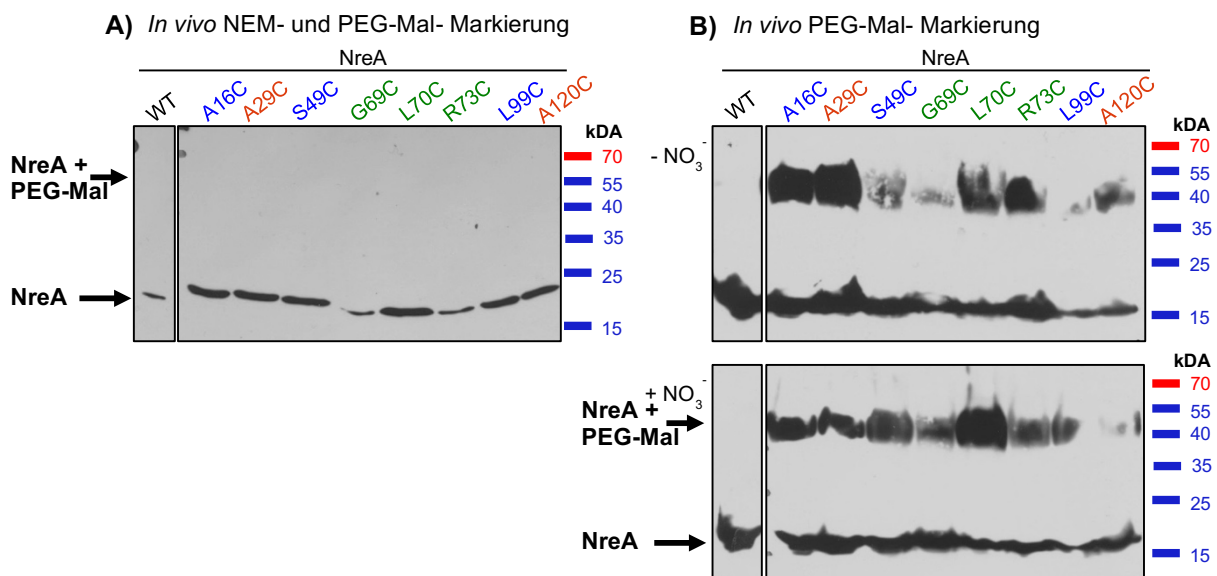 A) In vivo NEM- und PEG-Mal- Markierung
NreA
WT A16C A29C S49C G69C L70C R73C L99C A120C
kDA
70
55
40
35
25
15
NreA +
PEG-Mal
NreA
B) In vivo PEG-Mal- Markierung
NreA
WT A16C A29C S49C G69C L70C R73C L99C A120C
- NO3-
kDA
70
55
40
35
25
15
+ NO3-
NreA +
PEG-Mal
NreA
kDA
70
55
40
35
25
15